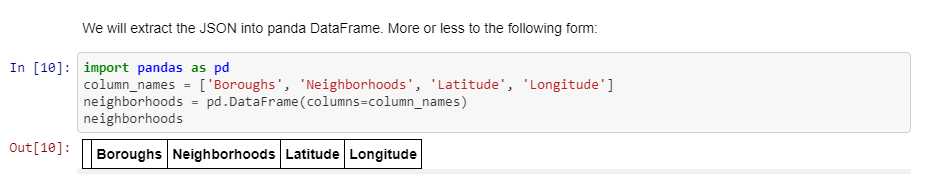 We will extract the JSON into panda DataFrame. More or less to the following form:
In [10]: import pandas as pd
column_names = ['Boroughs', 'Neighborhoods', 'Latitude', 'Longitude']
neighborhoods = pd.DataFrame(columns=column_names)
neighborhoods
Out[10]: Boroughs Neighborhoods Latitude Longitude